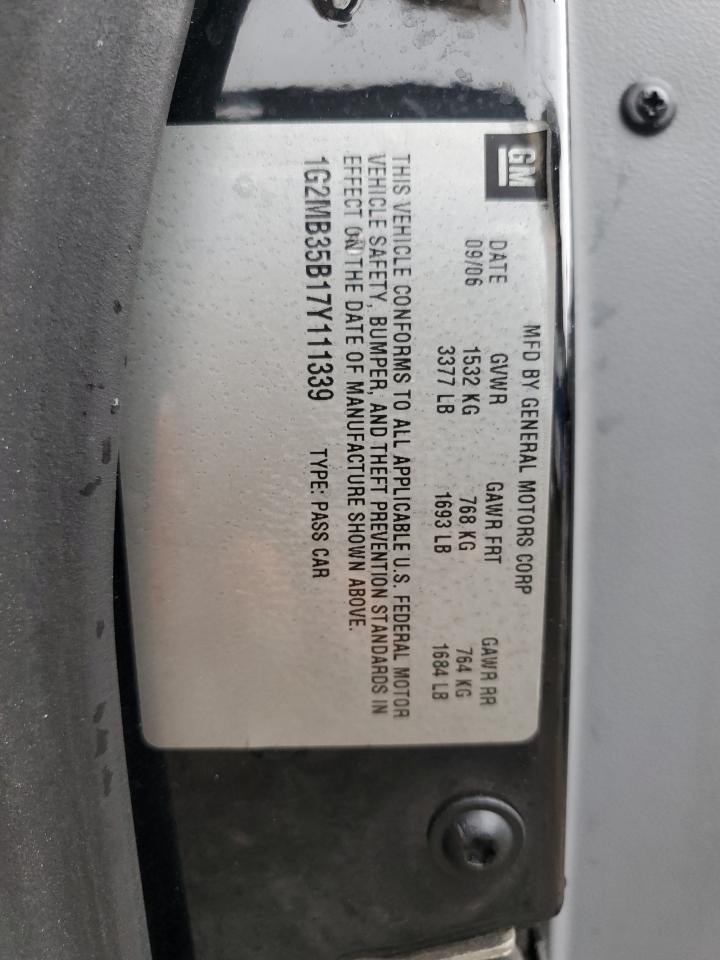 GM
MFD BY GENERAL MOTORS CORP
DATE GVWR GAWR FRT GAWR RR
09/06 1532 KG 768 KG 764 KG
3377 LB 1693 LB 1684 LB
THIS VEHICLE CONFORMS TO ALL APPLICABLE U.S. FEDERAL MOTOR
VEHICLE SAFETY, BUMPER, AND THEFT PREVENTION STANDARDS IN
EFFECT ON THE DATE OF MANUFACTURE SHOWN ABOVE.
1G2MB35B17Y111339 TYPE: PASS CAR